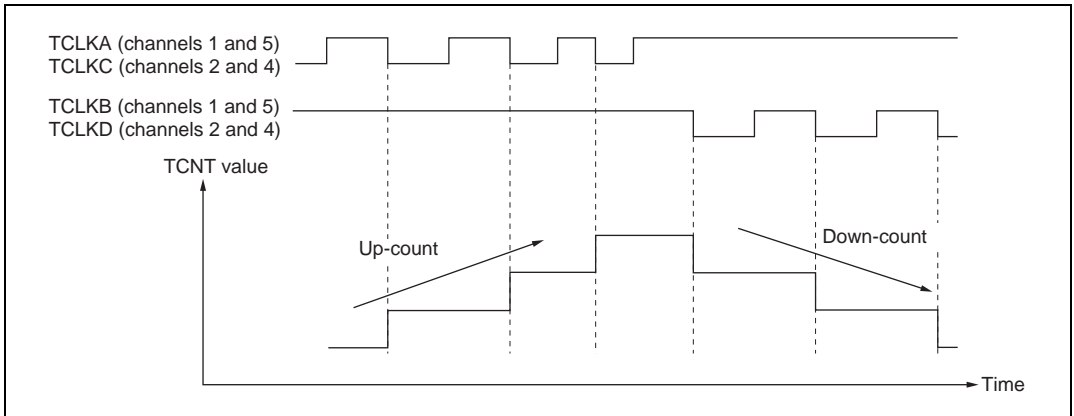 TCLKA (channels 1 and 5)
TCLKC (channels 2 and 4)
TCLKB (channels 1 and 5)
TCLKD (channels 2 and 4)
TCNT value
Up-count
Down-count
Time